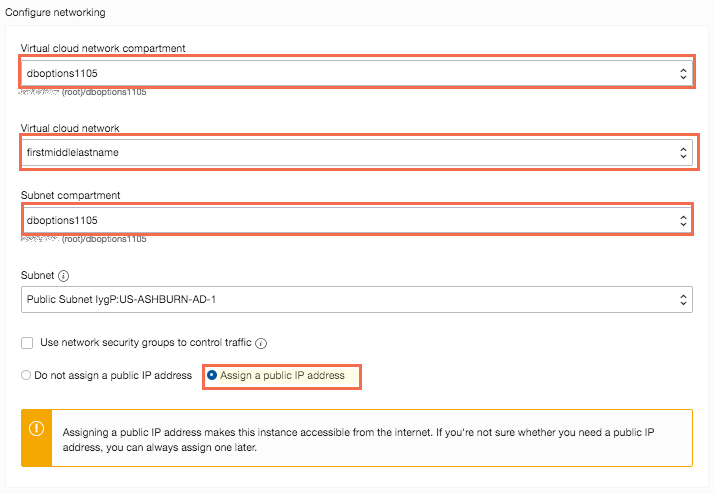 Configure networking
Virtual cloud network compartment
dboptions1105
(root)/dboptions1105
Virtual cloud network
firstmiddlelastname
Subnet compartment
dboptions1105
(root)/dboptions1105
Subnet
Public Subnet IygP:US-ASHBURN-AD-1
Use network security groups to control traffic
Do not assign a public IP address Assign a public IP address
Assigning a public IP address makes this instance accessible from the internet. If you're not sure whether you need a public IP
address, you can always assign one later.